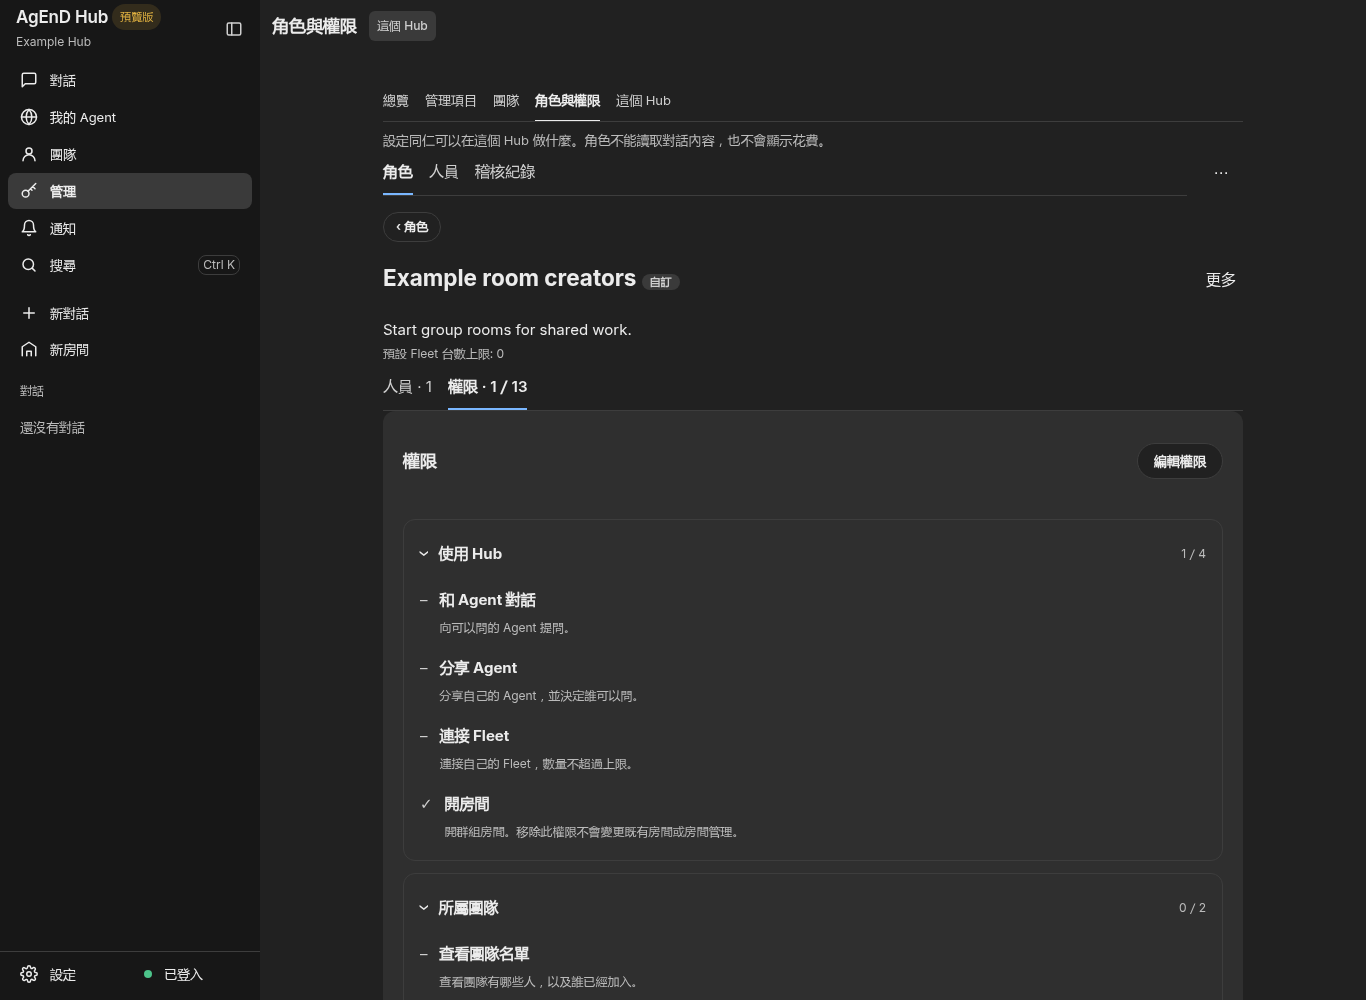 AgEnD Hub 預覽版
Example Hub
對話
我的 Agent
團隊
管理
通知
搜尋 Ctrl K
新對話
新房間
對話
還沒有對話
設定 已登入
角色與權限 這個 Hub
總覽 管理項目 團隊 角色與權限 這個 Hub
設定同仁可以在這個 Hub 做什麼。角色不能讀取對話內容，也不會顯示花費。
角色 人員 稽核紀錄 …
‹ 角色
Example room creators 自訂 更多
Start group rooms for shared work.
預設 Fleet 台數上限: 0
人員 · 1 權限 · 1 / 13
權限 編輯權限
使用 Hub 1 / 4
– 和 Agent 對話
向可以問的 Agent 提問。
– 分享 Agent
分享自己的 Agent，並決定誰可以問。
– 連接 Fleet
連接自己的 Fleet，數量不超過上限。
✓ 開房間
開群組房間。移除此權限不會變更既有房間或房間管理。
所屬團隊 0 / 2
– 查看團隊名單
查看團隊有哪些人，以及誰已經加入。